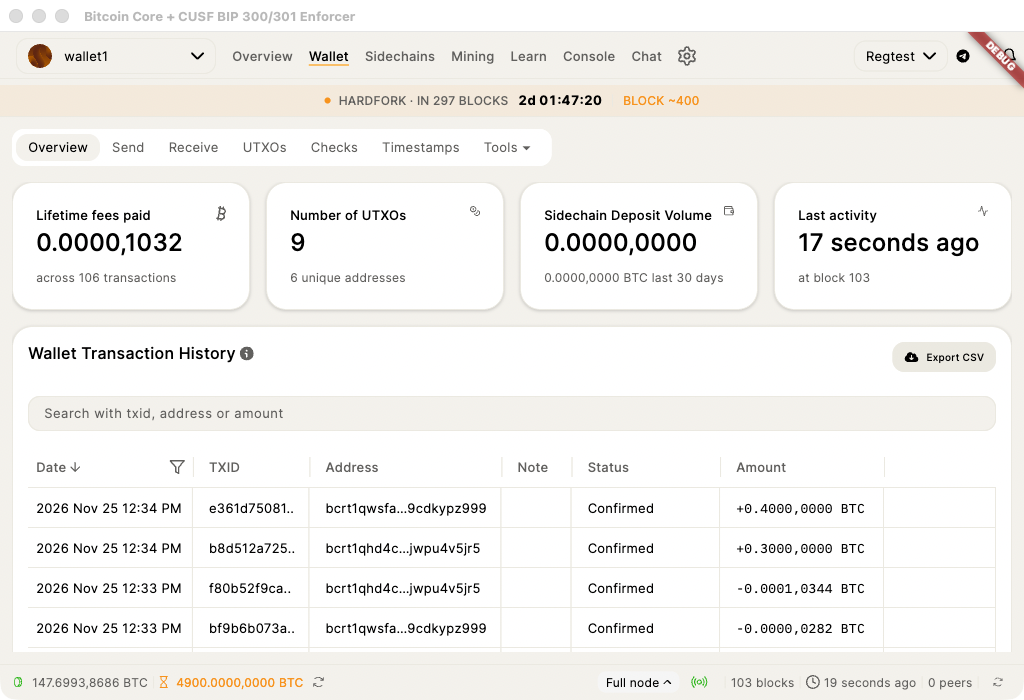 Bitcoin Core + CUSF BIP 300/301 Enforcer
wallet1 Overview Wallet Sidechains Mining Learn Console Chat Regtest DEBUG
HARDFORK · IN 297 BLOCKS 2d 01:47:20 BLOCK ~400
Overview Send Receive UTXOs Checks Timestamps Tools
Lifetime fees paid
0.0000,1032
across 106 transactions
Number of UTXOs
9
6 unique addresses
Sidechain Deposit Volume
0.0000,0000
0.0000,0000 BTC last 30 days
Last activity
17 seconds ago
at block 103
Wallet Transaction History
Export CSV
Search with txid, address or amount
Date TXID Address Note Status Amount
2026 Nov 25 12:34 PM e361d75081.. bcrt1qwsfa...9cdkypz999 Confirmed +0.4000,0000 BTC
2026 Nov 25 12:34 PM b8d512a725.. bcrt1qhd4c...jwpu4v5jr5 Confirmed +0.3000,0000 BTC
2026 Nov 25 12:33 PM f80b52f9ca.. bcrt1qhd4c...jwpu4v5jr5 Confirmed -0.0001,0344 BTC
2026 Nov 25 12:33 PM bf9b6b073a.. bcrt1qwsfa...9cdkypz999 Confirmed -0.0000,0282 BTC
147.6993,8686 BTC 4900.0000,0000 BTC Full node 103 blocks 19 seconds ago 0 peers